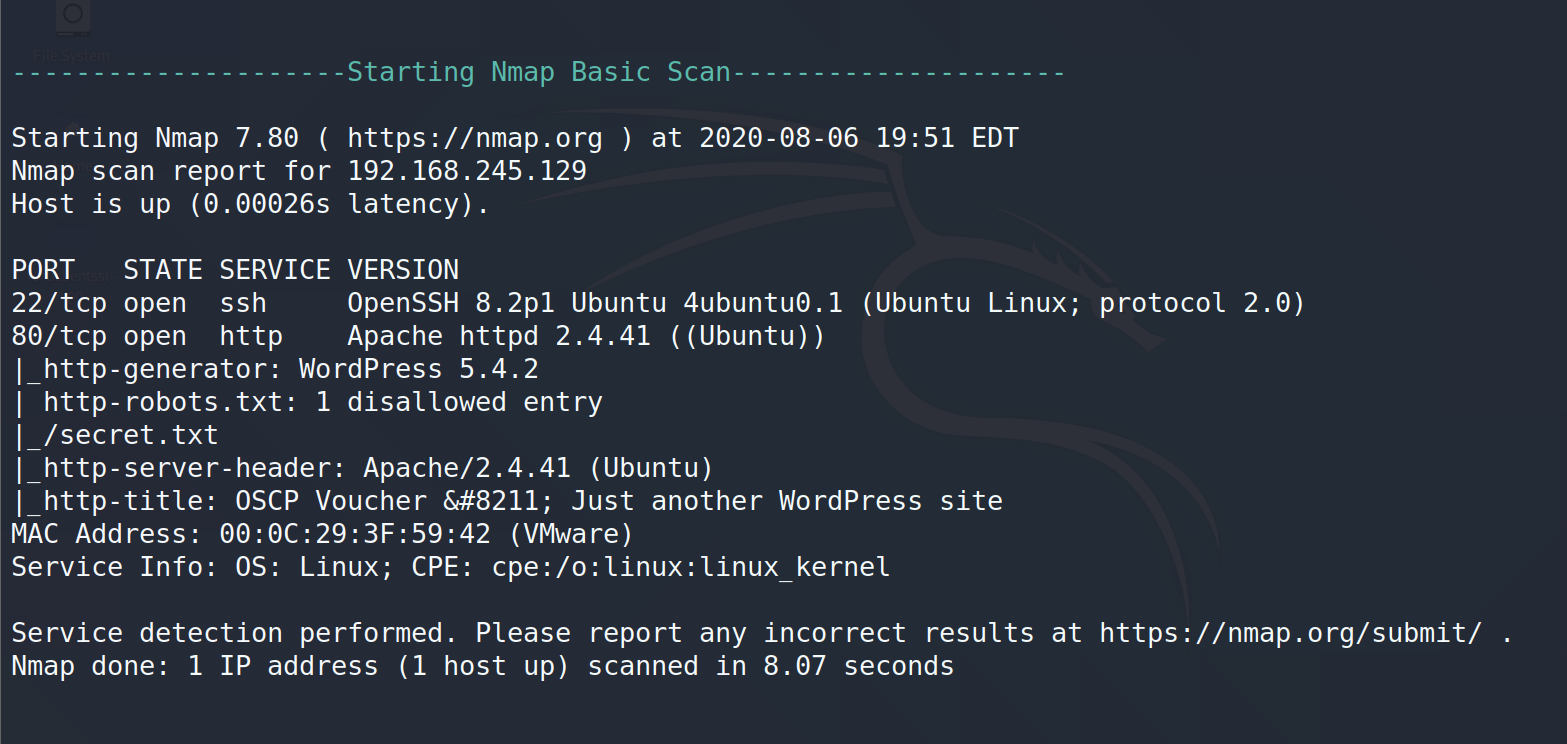 File System
---------------------Starting Nmap Basic Scan---------------------
Starting Nmap 7.80 ( https://nmap.org ) at 2020-08-06 19:51 EDT
Nmap scan report for 192.168.245.129
Host is up (0.00026s latency).
PORT   STATE SERVICE VERSION
22/tcp open  ssh     OpenSSH 8.2p1 Ubuntu 4ubuntu0.1 (Ubuntu Linux; protocol 2.0)
80/tcp open  http    Apache httpd 2.4.41 ((Ubuntu))
|_http-generator: WordPress 5.4.2
| http-robots.txt: 1 disallowed entry
|_/secret.txt
|_http-server-header: Apache/2.4.41 (Ubuntu)
|_http-title: OSCP Voucher &#8211; Just another WordPress site
MAC Address: 00:0C:29:3F:59:42 (VMware)
Service Info: OS: Linux; CPE: cpe:/o:linux:linux_kernel
Service detection performed. Please report any incorrect results at https://nmap.org/submit/ .
Nmap done: 1 IP address (1 host up) scanned in 8.07 seconds